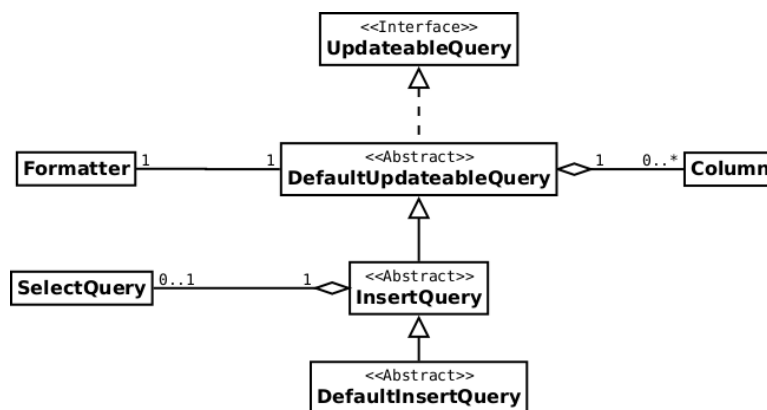 <<Interface>>
UpdateableQuery
Formatter
1
1
<<Abstract>>
DefaultUpdateableQuery
1
0..*
Column
SelectQuery
0..1
1
<<Abstract>>
InsertQuery
<<Abstract>>
DefaultInsertQuery